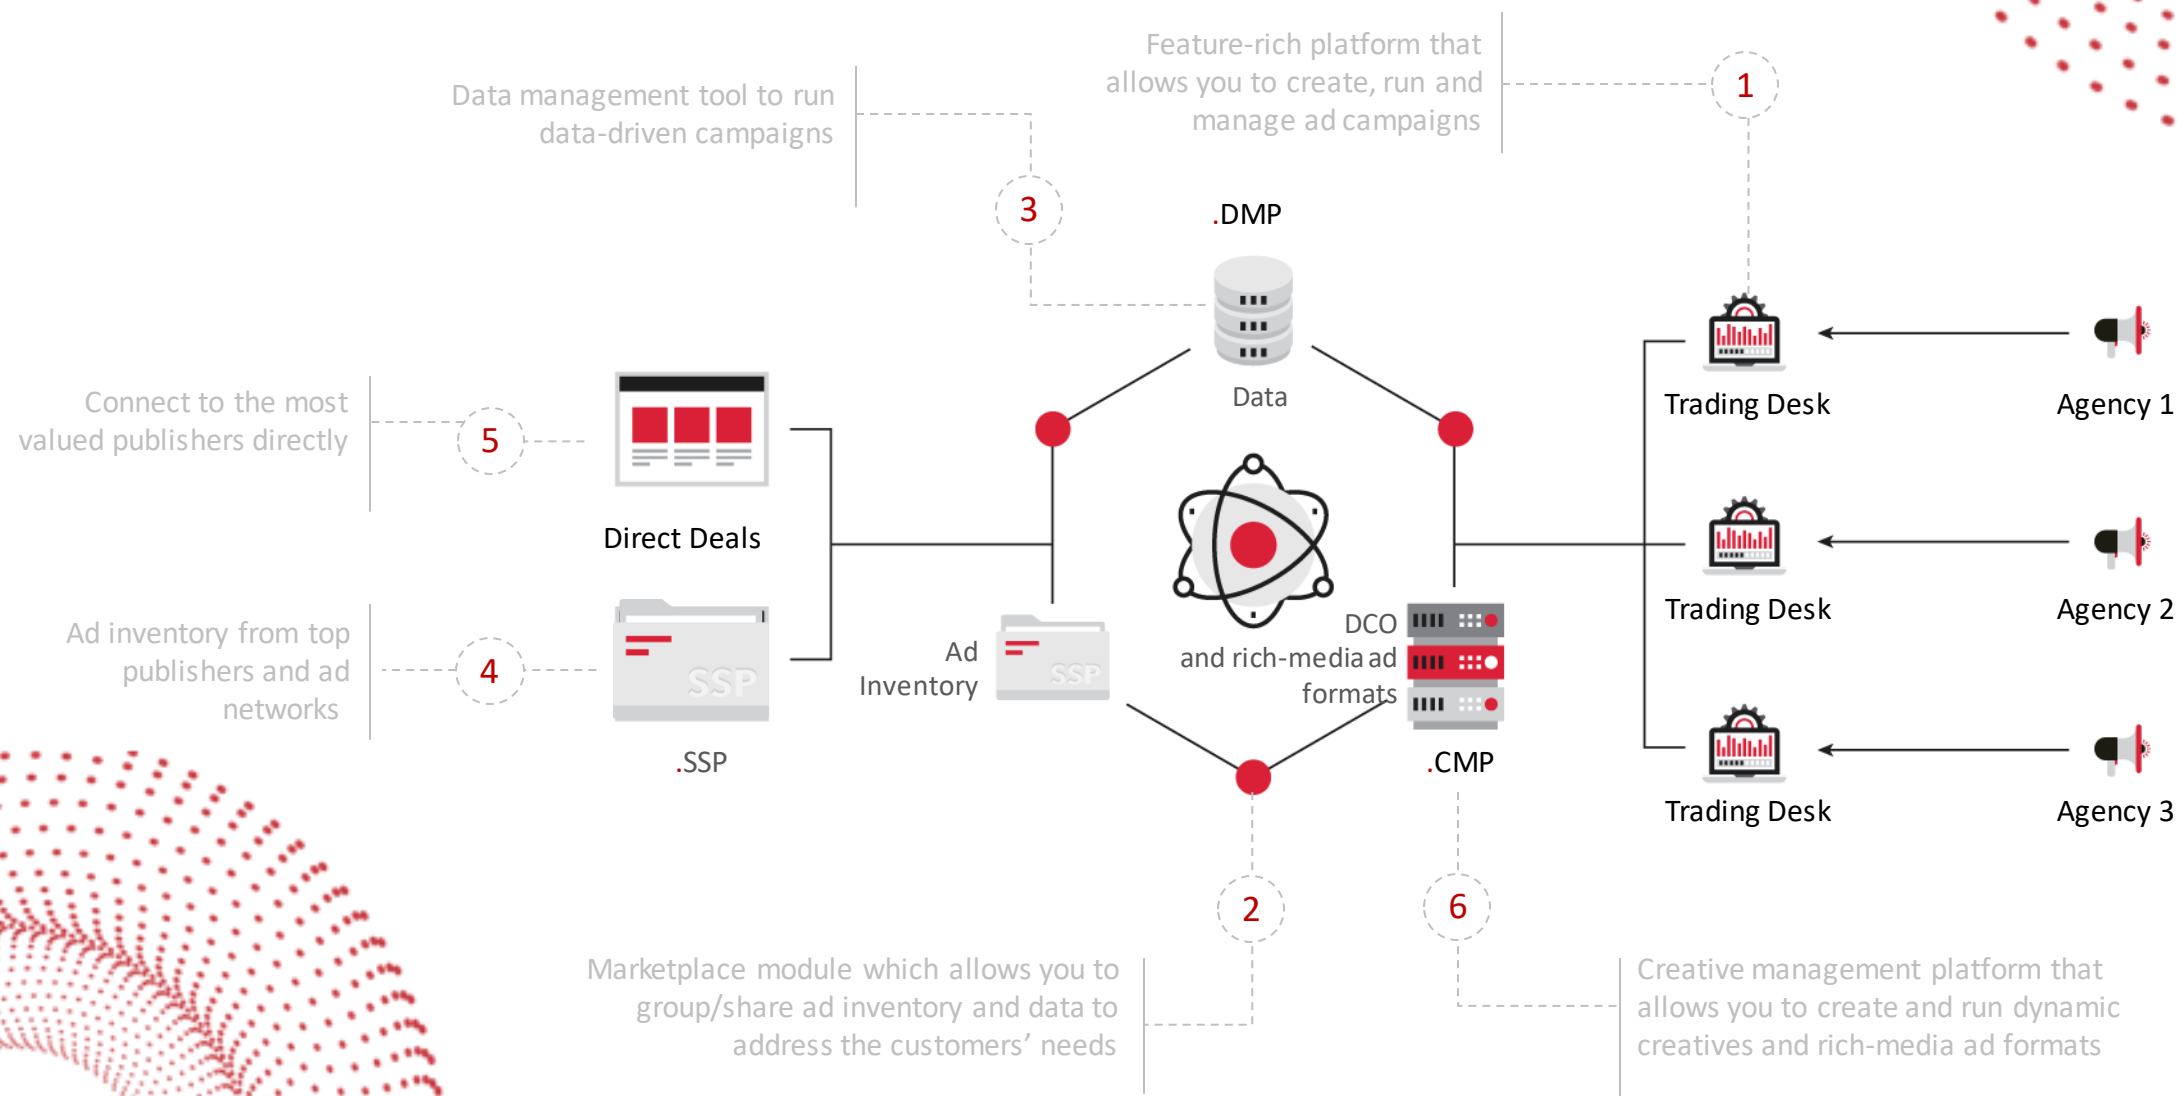 Feature-rich platform that
allows you to create, run and
manage ad campaigns
1
Data management tool to run
data-driven campaigns
3
.DMP
Data
Connect to the most
valued publishers directly
5
Direct Deals
Trading Desk
Agency 1
Ad inventory from top
publishers and ad
networks
4
SSP
.SSP
Ad
Inventory
SSP
DCO
and rich-media ad
formats
.CMP
Trading Desk
Agency 2
Trading Desk
Agency 3
2
6
Marketplace module which allows you to
group/share ad inventory and data to
address the customers’ needs
Creative management platform that
allows you to create and run dynamic
creatives and rich-media ad formats